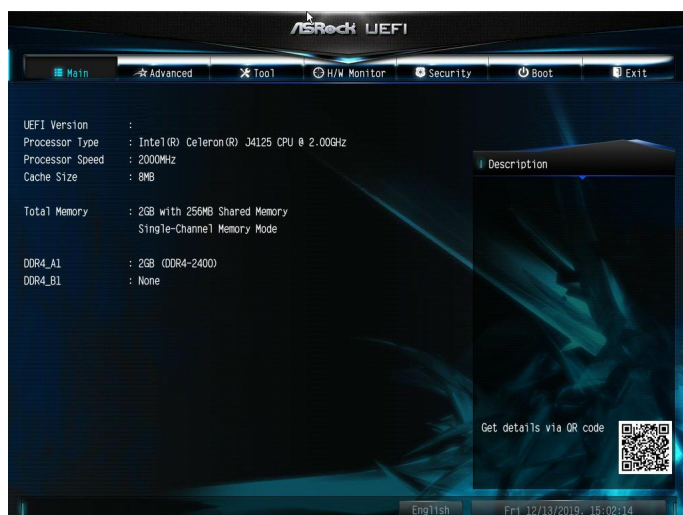 ASRock UEFI
Main Advanced Tool H/W Monitor Security Boot Exit
UEFI Version :
Processor Type : Intel(R) Celeron(R) J4125 CPU @ 2.00GHz
Processor Speed : 2000MHz
Cache Size : 8MB
Total Memory : 2GB with 256MB Shared Memory
Single-Channel Memory Mode
DDR4_A1 : 2GB (DDR4-2400)
DDR4_B1 : None
Description
Get details via QR code
English Fri 12/13/2019. 15:02:14